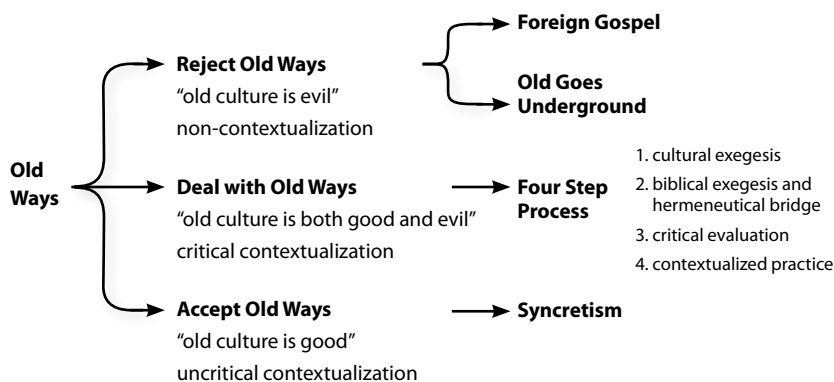 Old
Ways
Reject Old Ways
“old culture is evil”
non-contextualization
Foreign Gospel
Old Goes
Underground
Deal with Old Ways
“old culture is both good and evil”
critical contextualization
Four Step
Process
1. cultural exegesis
2. biblical exegesis and
hermeneutical bridge
3. critical evaluation
4. contextualized practice
Accept Old Ways
“old culture is good”
uncritical contextualization
Syncretism